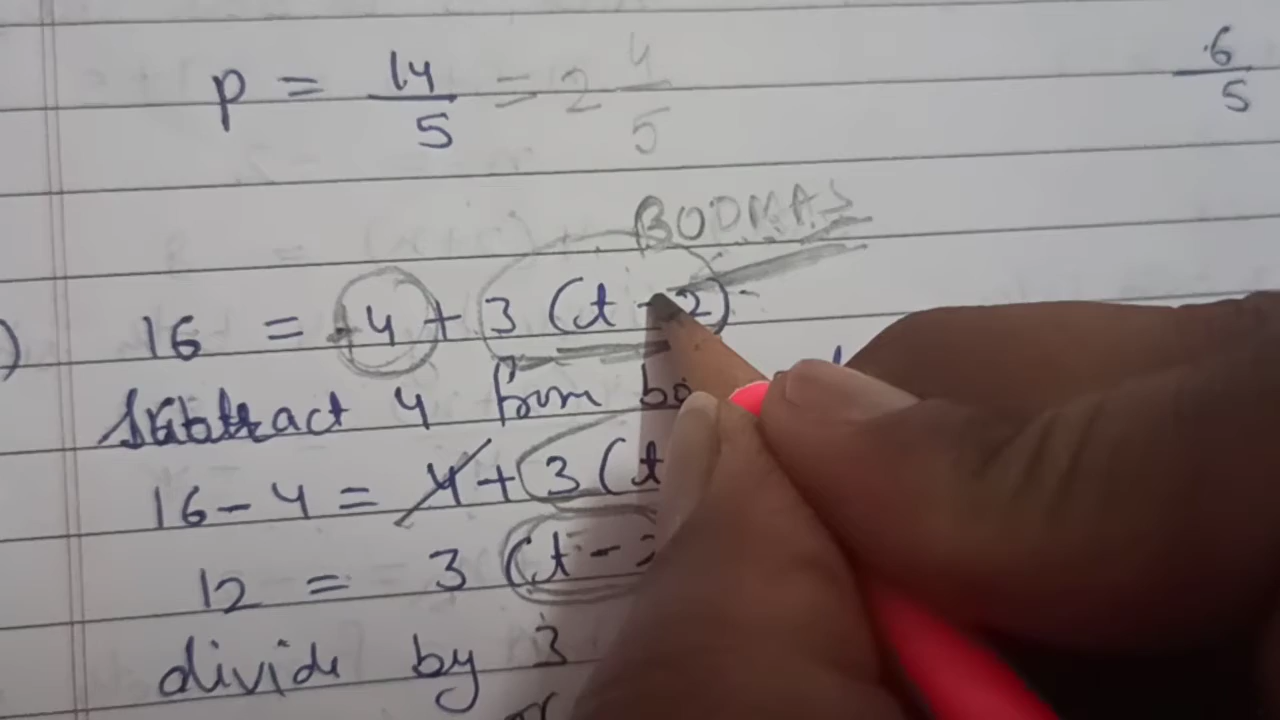 p = 14/5 = 2 4/5
6/5
BODMAS
) 16 = 4 + 3 (t - 2)
Subtract 4 from
16 - 4 = 4 + 3 (t
12 = 3 (t -
divide by 3